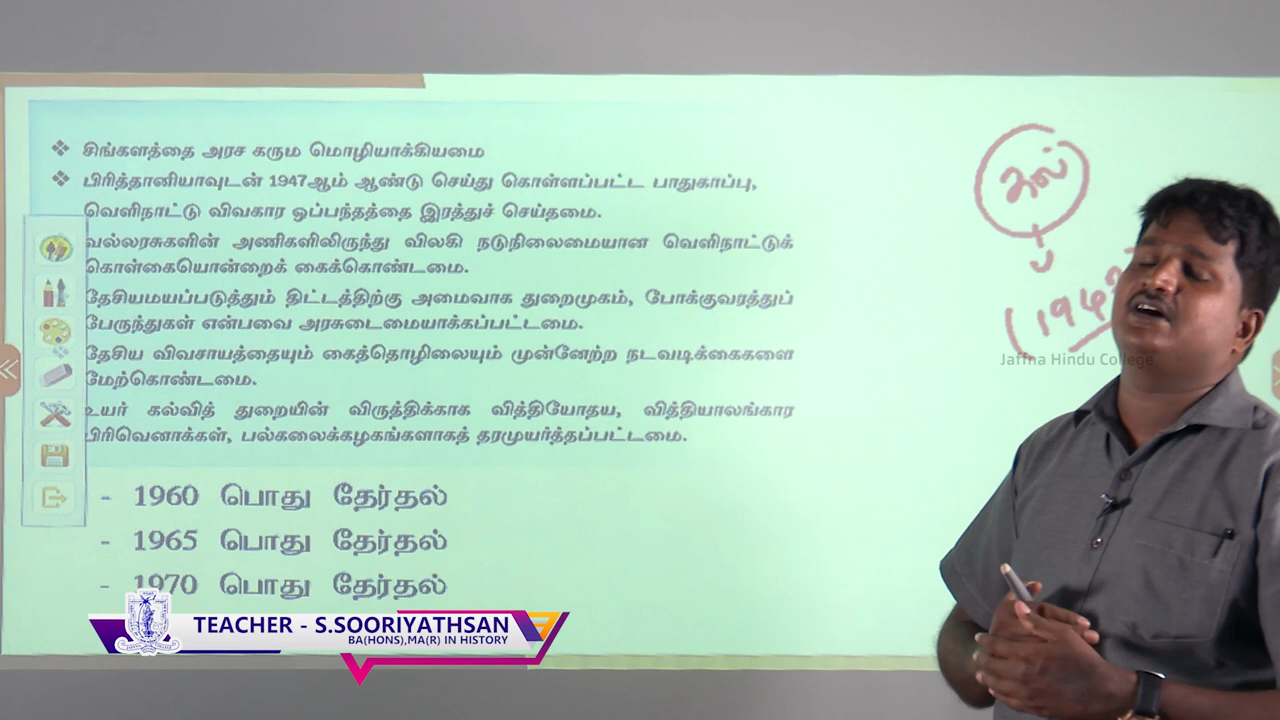 ❖ சிங்களத்தை அரச கரும மொழியாக்கியமை
❖ பிரித்தானியாவுடன் 1947ஆம் ஆண்டு செய்து கொள்ளப்பட்ட பாதுகாப்பு,
வெளிநாட்டு விவகார ஒப்பந்தத்தை இரத்துச் செய்தமை.
வல்லரசுகளின் அணிகளிலிருந்து விலகி நடுநிலைமையான வெளிநாட்டுக்
கொள்கையொன்றைக் கைக்கொண்டமை.
தேசியமயப்படுத்தும் திட்டத்திற்கு அமைவாக துறைமுகம், போக்குவரத்துப்
பேருந்துகள் என்பவை அரசுடைமையாக்கப்பட்டமை.
தேசிய விவசாயத்தையும் கைத்தொழிலையும் முன்னேற்ற நடவடிக்கைகளை
மேற்கொண்டமை.
உயர் கல்வித் துறையின் விருத்திக்காக வித்தியோதய, வித்தியாலங்கார
பிரிவெனாக்கள், பல்கலைக்கழகங்களாகத் தரமுயர்த்தப்பட்டமை.
- 1960 பொது தேர்தல்
- 1965 பொது தேர்தல்
- 1970 பொது தேர்தல்
Jaffna Hindu College
TEACHER - S.SOORIYATHSAN
BA(HONS),MA(R) IN HISTORY